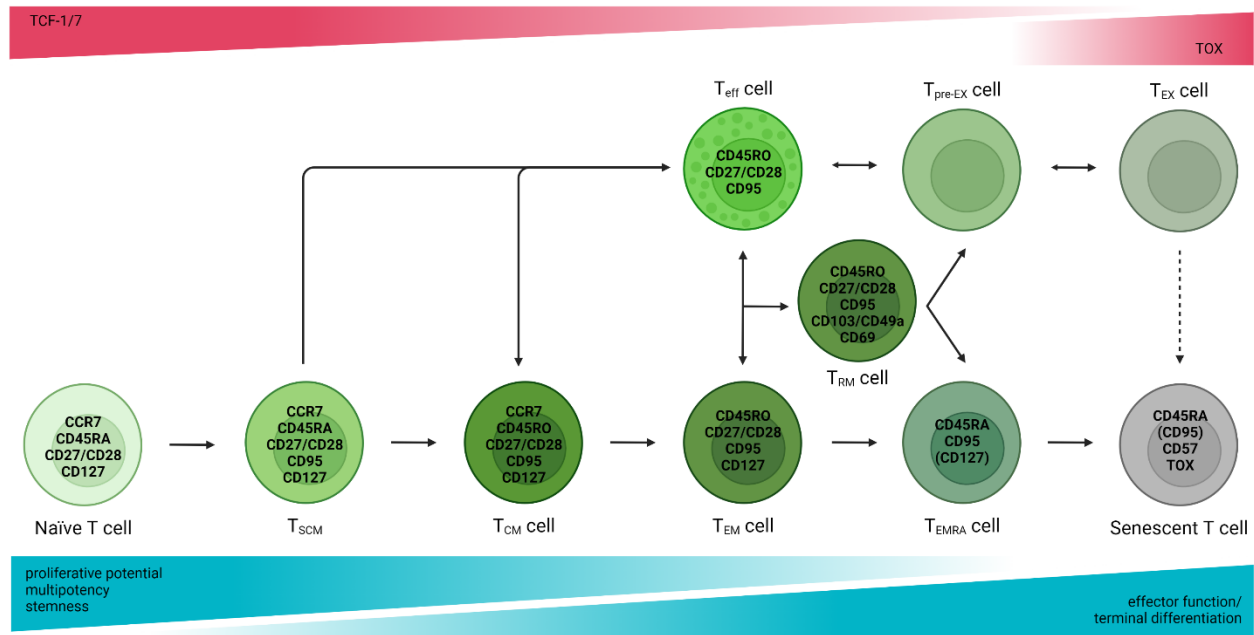 TCF-1/7
TOX
Teff cell
Tpre-EX cell
TEX cell
CD45RO
CD27/CD28
CD95
CD45RO
CD27/CD28
CD95
CD103/CD49a
CD69
TRM cell
CCR7
CD45RA
CD27/CD28
CD127
CCR7
CD45RA
CD27/CD28
CD95
CD127
CCR7
CD45RO
CD27/CD28
CD95
CD127
CD45RO
CD27/CD28
CD95
CD127
CD45RA
CD95
(CD127)
CD45RA
(CD95)
CD57
TOX
Naïve T cell
TSCM
TCM cell
TEM cell
TEMRA cell
Senescent T cell
proliferative potential
multipotency
stemness
effector function/
terminal differentiation